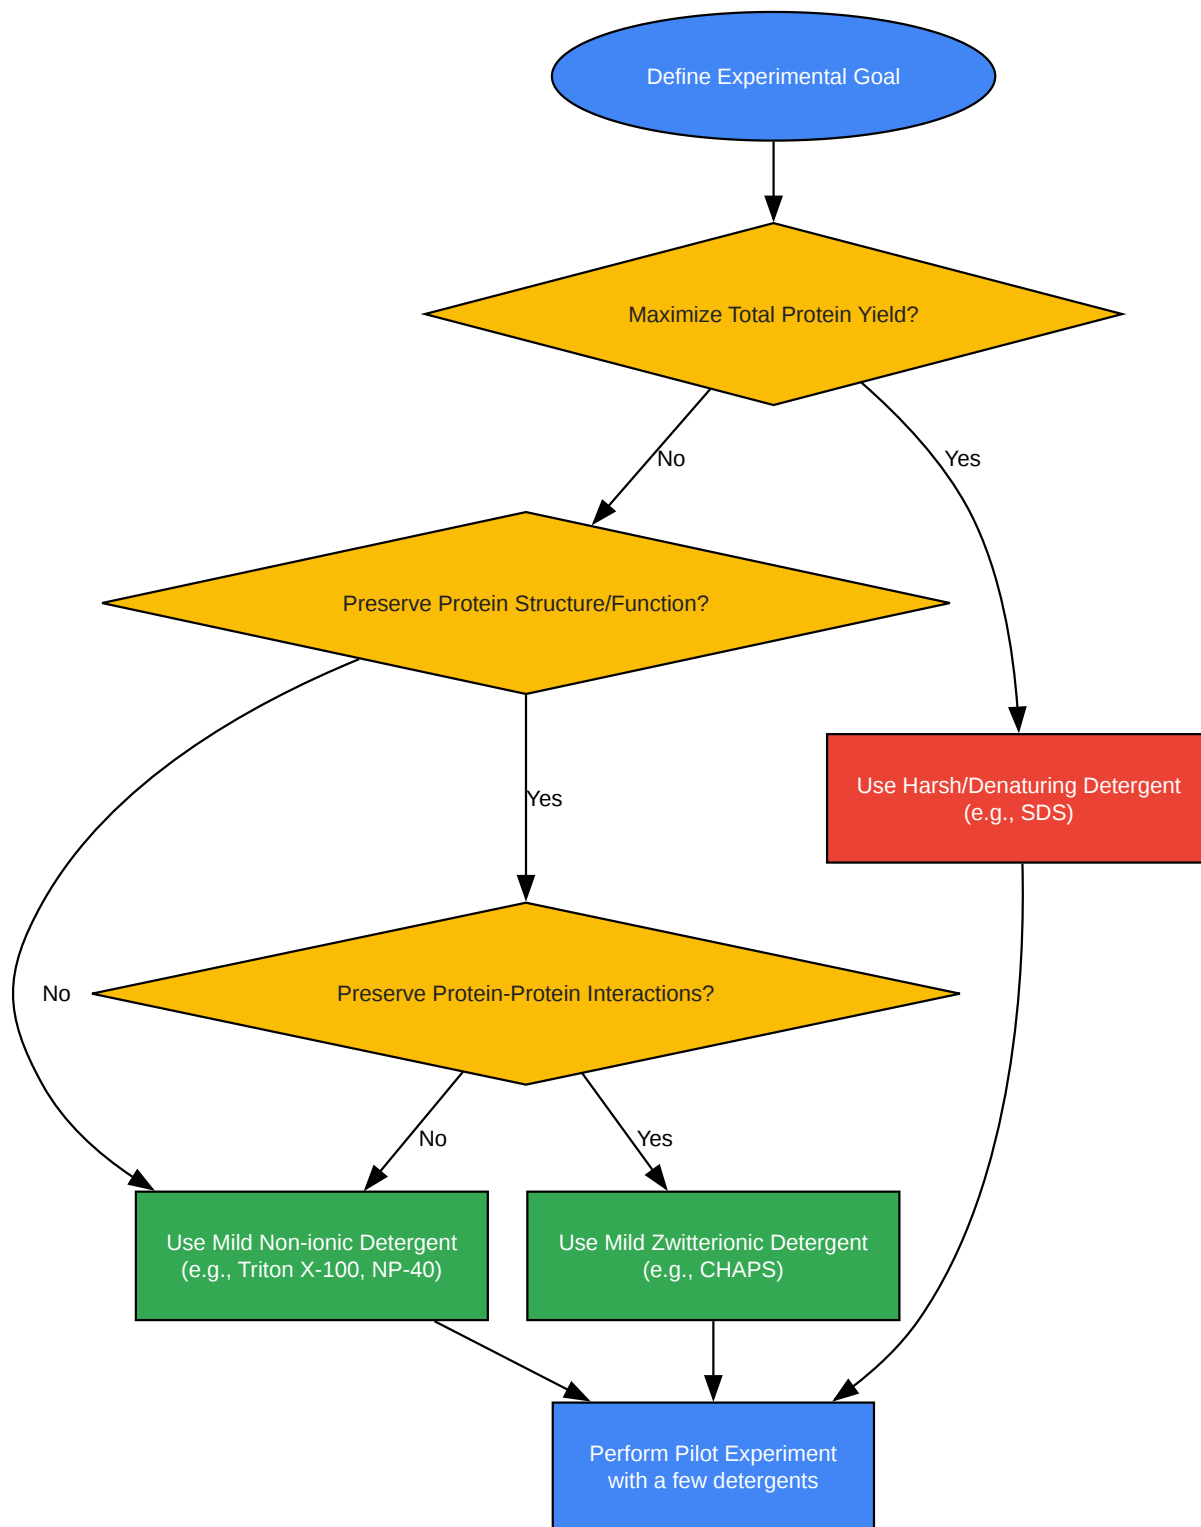 Define Experimental Goal
Maximize Total Protein Yield?
No
Yes
Preserve Protein Structure/Function?
Use Harsh/Denaturing Detergent
(e.g., SDS)
Yes
No
Preserve Protein-Protein Interactions?
No
Yes
Use Mild Non-ionic Detergent
(e.g., Triton X-100, NP-40)
Use Mild Zwitterionic Detergent
(e.g., CHAPS)
Perform Pilot Experiment
with a few detergents